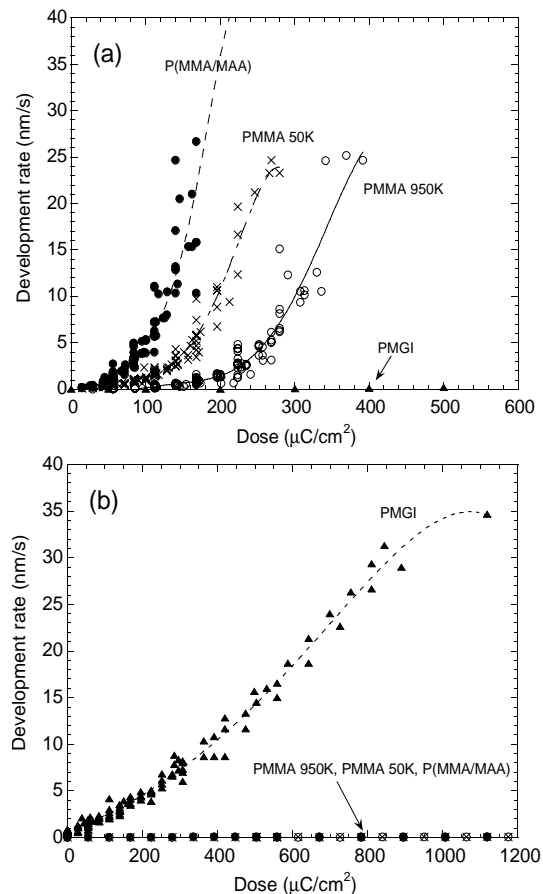 40
35
30
25
20
15
10
5
0
Development rate (nm/s)
(a)
P(MMA/MAA)
PMMA 50K
PMMA 950K
PMGI
0 100 200 300 400 500 600
Dose (μC/cm²)
40
35
30
25
20
15
10
5
0
Development rate (nm/s)
(b)
PMGI
PMMA 950K, PMMA 50K, P(MMA/MAA)
0 200 400 600 800 1000 1200
Dose (μC/cm²)